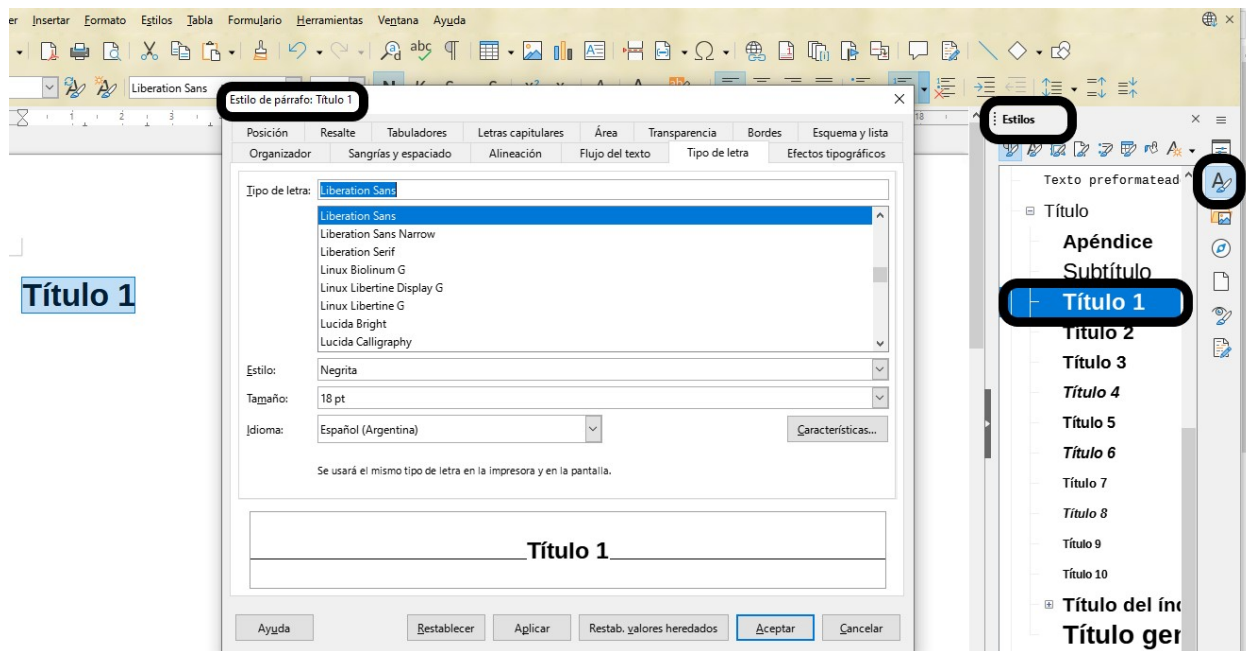 er Insertar Formato Estilos Tabla Formulario Herramientas Ventana Ayuda
Liberation Sans
1 2 3
18
Título 1
Estilo de párrafo: Título 1
Posición Resalte Tabuladores Letras capitulares Área Transparencia Bordes Esquema y lista
Organizador Sangrías y espaciado Alineación Flujo del texto Tipo de letra Efectos tipográficos
Tipo de letra: Liberation Sans
Liberation Sans
Liberation Sans Narrow
Liberation Serif
Linux Biolinum G
Linux Libertine Display G
Linux Libertine G
Lucida Bright
Lucida Calligraphy
Estilo: Negrita
Tamaño: 18 pt
Idioma: Español (Argentina) Características...
Se usará el mismo tipo de letra en la impresora y en la pantalla.
Título 1
Ayuda Restablecer Aplicar Restab. valores heredados Aceptar Cancelar
Estilos
Texto preformatead
Título
Apéndice
Subtítulo
Título 1
Título 2
Título 3
Título 4
Título 5
Título 6
Título 7
Título 8
Título 9
Título 10
Título del índ
Título ger